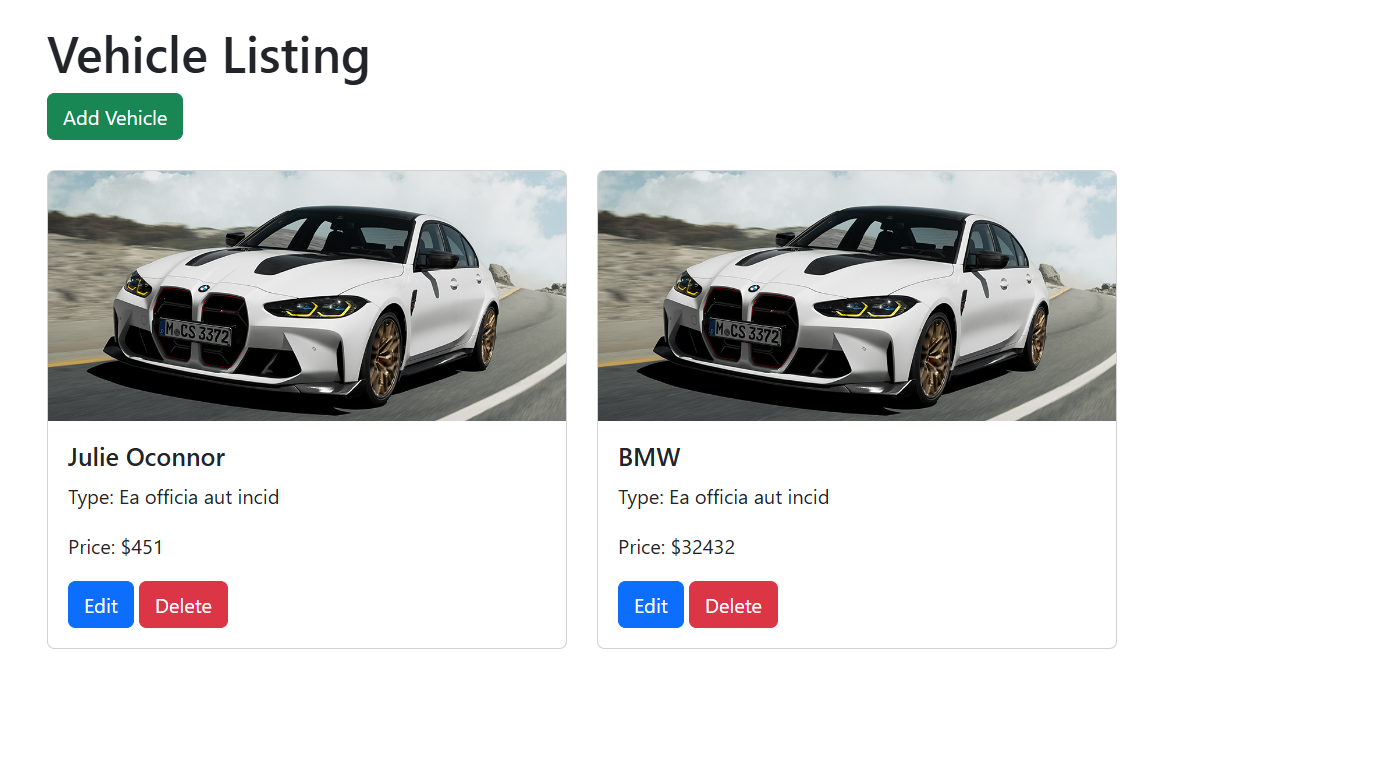 Vehicle Listing
Add Vehicle
M CS 3372
M CS 3372
Julie Oconnor
Type: Ea officia aut incid
Price: $451
Edit Delete
BMW
Type: Ea officia aut incid
Price: $32432
Edit Delete